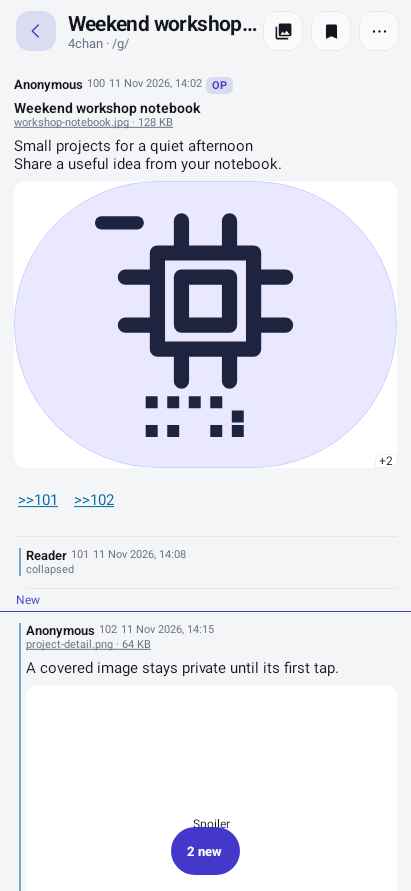 Weekend workshop...
4chan · /g/
Anonymous 100 11 Nov 2026, 14:02 OP
Weekend workshop notebook
workshop-notebook.jpg · 128 KB
Small projects for a quiet afternoon
Share a useful idea from your notebook.
+2
>>101 >>102
Reader 101 11 Nov 2026, 14:08
collapsed
New
Anonymous 102 11 Nov 2026, 14:15
project-detail.png · 64 KB
A covered image stays private until its first tap.
Spoiler
2 new